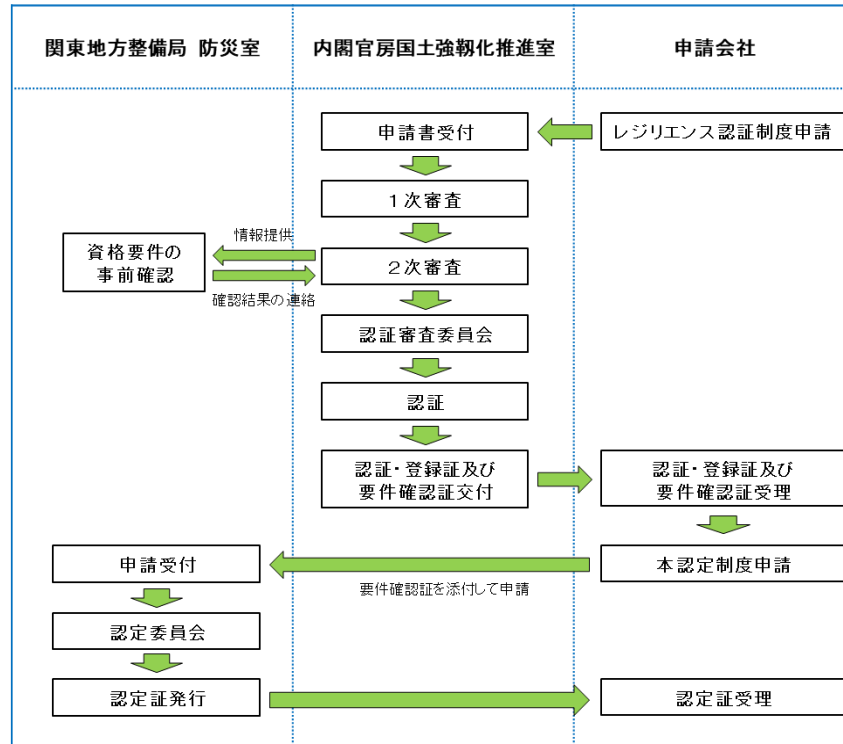 関東地方整備局 防災室
内閣官房国土強靱化推進室
申請会社
申請書受付
レジリエンス認証制度申請
1次審査
情報提供
資格要件の
事前確認
2次審査
確認結果の連絡
認証審査委員会
認証
認証・登録証及び
要件確認証交付
認証・登録証及び
要件確認証受理
申請受付
本認定制度申請
要件確認証を添付して申請
認定委員会
認定証発行
認定証受理